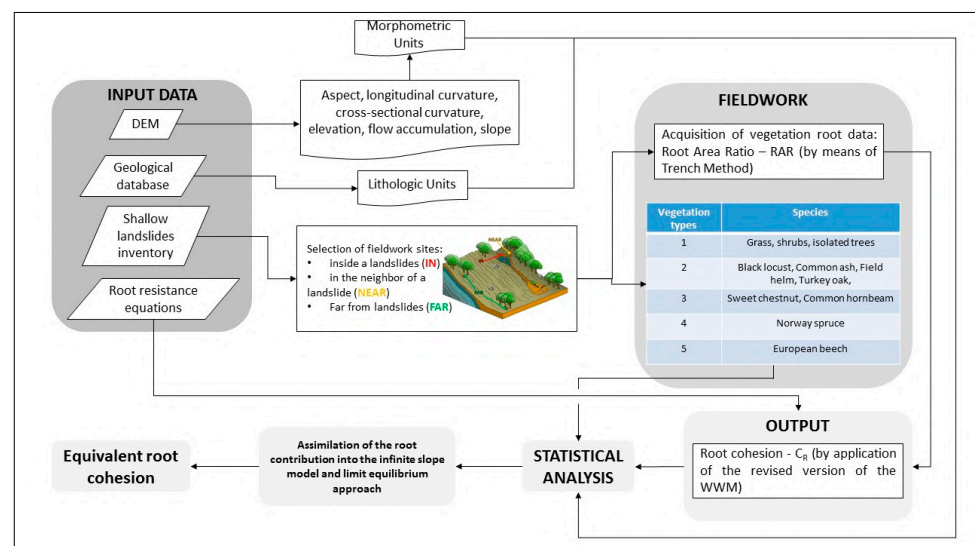 Morphometric
Units
INPUT DATA
DEM
Geological
database
Shallow
landslides
inventory
Root resistance
equations
Aspect, longitudinal curvature,
cross-sectional curvature,
elevation, flow accumulation, slope
Lithologic Units
Selection of fieldwork sites:
• inside a landslides (IN)
• in the neighbor of a
landslide (NEAR)
• Far from landslides (FAR)
NEAR
IN
FAR
FIELDWORK
Acquisition of vegetation root data:
Root Area Ratio – RAR (by means of
Trench Method)
Vegetation types Species
1 Grass, shrubs, isolated trees
2 Black locust, Common ash, Field
helm, Turkey oak,
3 Sweet chestnut, Common hornbeam
4 Norway spruce
5 European beech
OUTPUT
Root cohesion - CR (by application
of the revised version of the
WWM)
STATISTICAL
ANALYSIS
Assimilation of the root
contribution into the infinite slope
model and limit equilibrium
approach
Equivalent root
cohesion